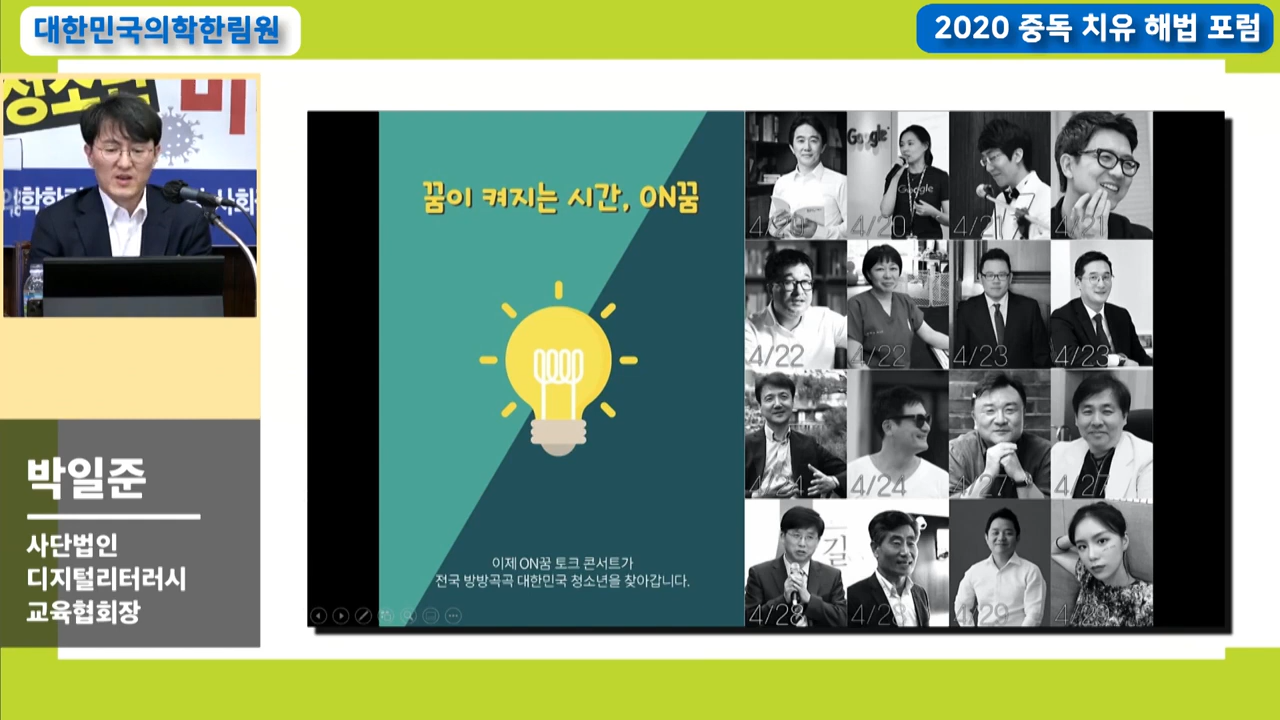 대한민국의학한림원
2020 중독 치유 해법 포럼
박일준
사단법인
디지털리터러시
교육협회장
꿈이 켜지는 시간, ON꿈
이제 ON꿈 토크 콘서트가
전국 방방곡곡 대한민국 청소년을 찾아갑니다.
Google
Google
4/20 4/21 4/21
4/22 4/22 4/23 4/23
4/24 4/24 4/27 4/27
길
4/28 4/28 4/29